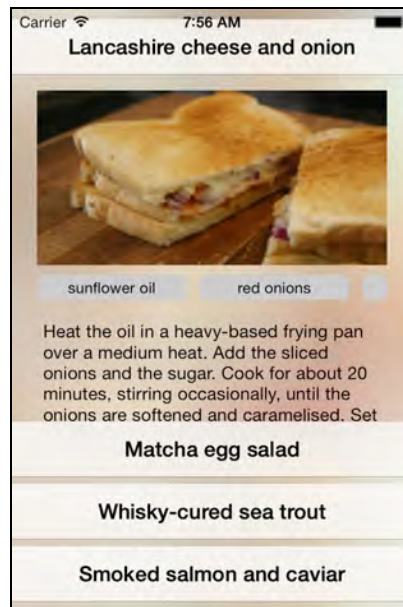 Carrier 7:56 AM
Lancashire cheese and onion
sunflower oil red onions
Heat the oil in a heavy-based frying pan
over a medium heat. Add the sliced
onions and the sugar. Cook for about 20
minutes, stirring occasionally, until the
onions are softened and caramelised. Set
Matcha egg salad
Whisky-cured sea trout
Smoked salmon and caviar